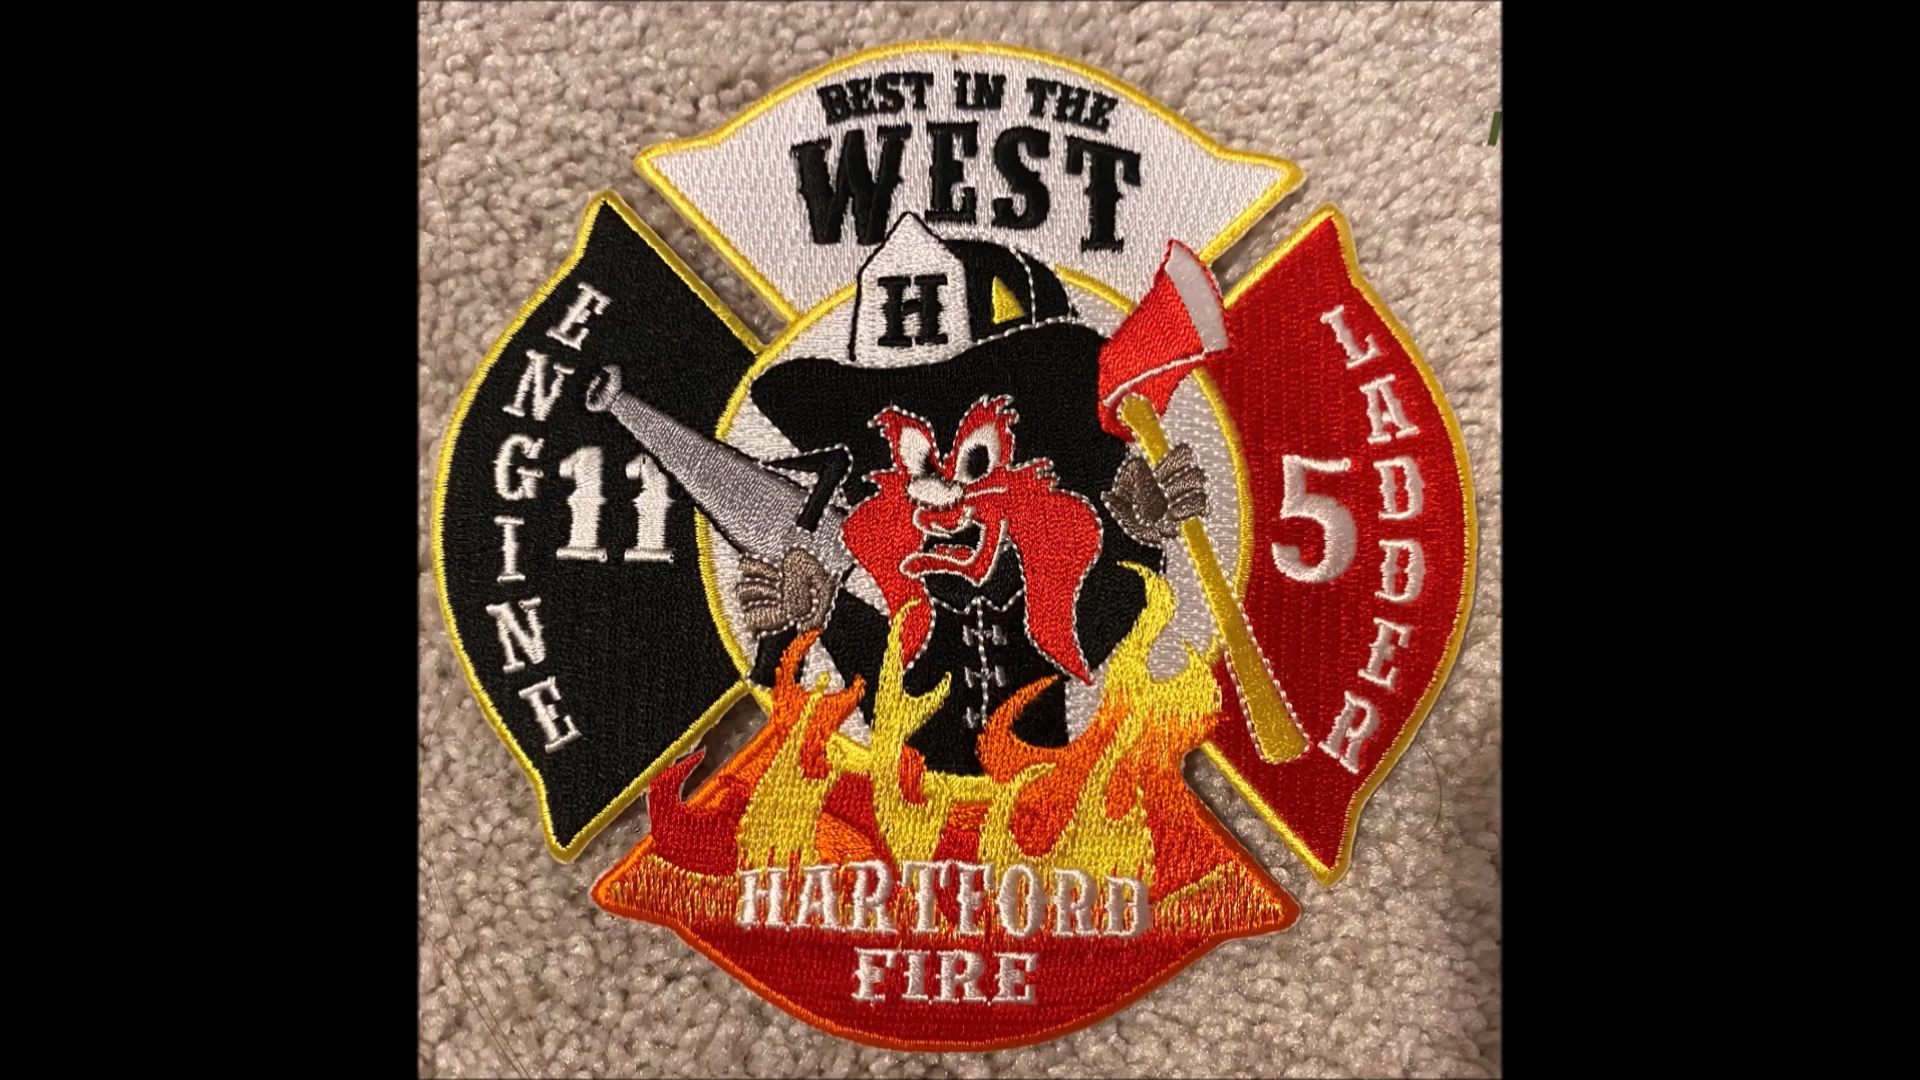 BEST IN THE
WEST
H
ENGINE
11
LADDER
5
HARTFORD
FIRE